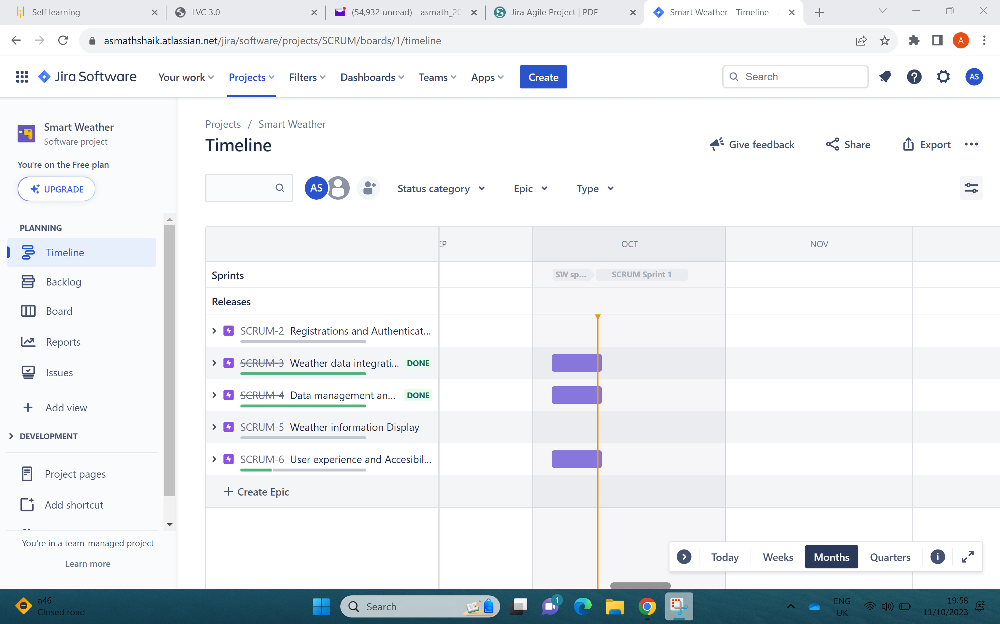 Self learning
LVC 3.0
(54,932 unread) - asmath_20
Jira Agile Project | PDF
Smart Weather - Timeline -
asmathshaik.atlassian.net/jira/software/projects/SCRUM/boards/1/timeline
A
Jira Software
Your work
Projects
Filters
Dashboards
Teams
Apps
Create
Search
AS
Smart Weather
Software project
You're on the Free plan
UPGRADE
PLANNING
Timeline
Backlog
Board
Reports
Issues
Add view
DEVELOPMENT
Project pages
Add shortcut
You're in a team-managed project
Learn more
Projects / Smart Weather
Timeline
Give feedback
Share
Export
AS
Status category
Epic
Type
EP
OCT
NOV
Sprints
SW sp...
SCRUM Sprint 1
Releases
SCRUM-2 Registrations and Authenticat...
SCRUM-3 Weather data integrati... DONE
SCRUM-4 Data management an... DONE
SCRUM-5 Weather information Display
SCRUM-6 User experience and Accesibil...
+ Create Epic
Today
Weeks
Months
Quarters
a46
Closed road
Search
1
ENG
UK
19:58
11/10/2023